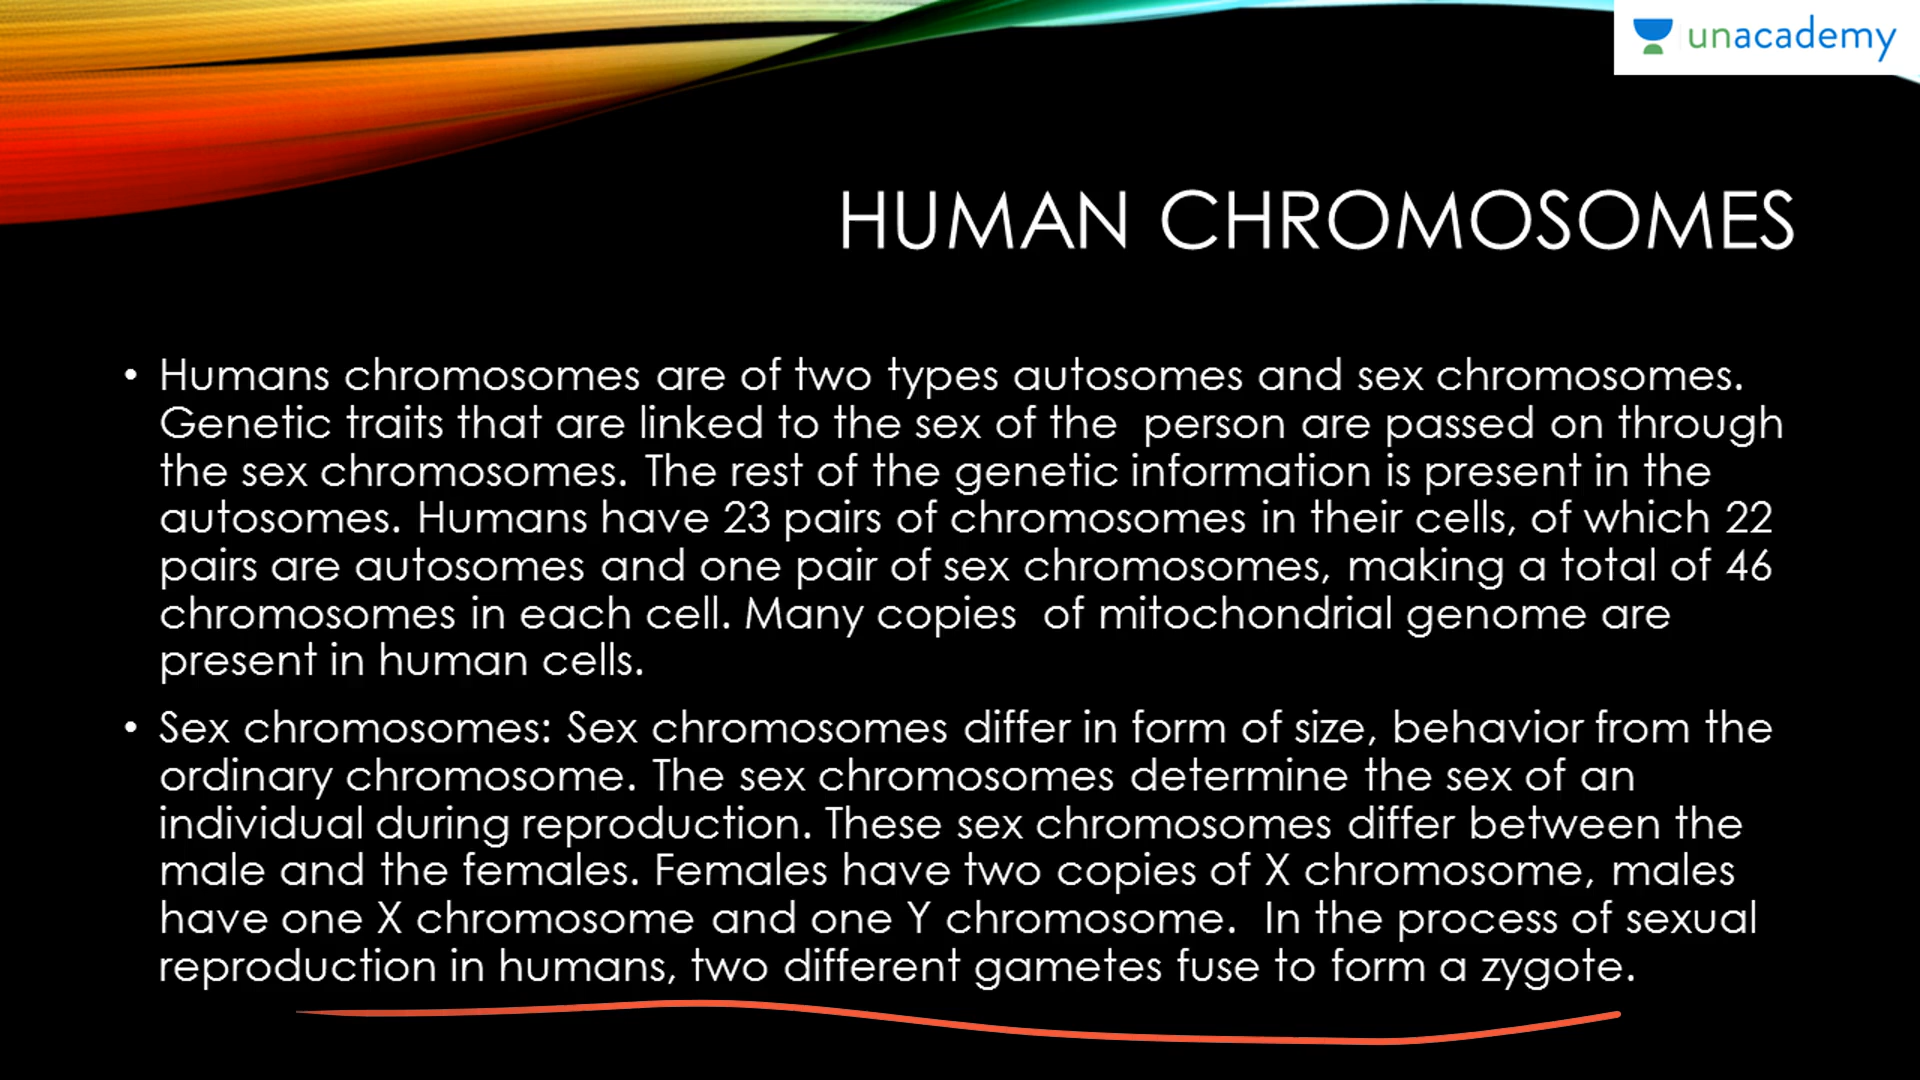 unacademy
HUMAN CHROMOSOMES
• Humans chromosomes are of two types autosomes and sex chromosomes.
Genetic traits that are linked to the sex of the  person are passed on through
the sex chromosomes. The rest of the genetic information is present in the
autosomes. Humans have 23 pairs of chromosomes in their cells, of which 22
pairs are autosomes and one pair of sex chromosomes, making a total of 46
chromosomes in each cell. Many copies  of mitochondrial genome are
present in human cells.
• Sex chromosomes: Sex chromosomes differ in form of size, behavior from the
ordinary chromosome. The sex chromosomes determine the sex of an
individual during reproduction. These sex chromosomes differ between the
male and the females. Females have two copies of X chromosome, males
have one X chromosome and one Y chromosome.  In the process of sexual
reproduction in humans, two different gametes fuse to form a zygote.